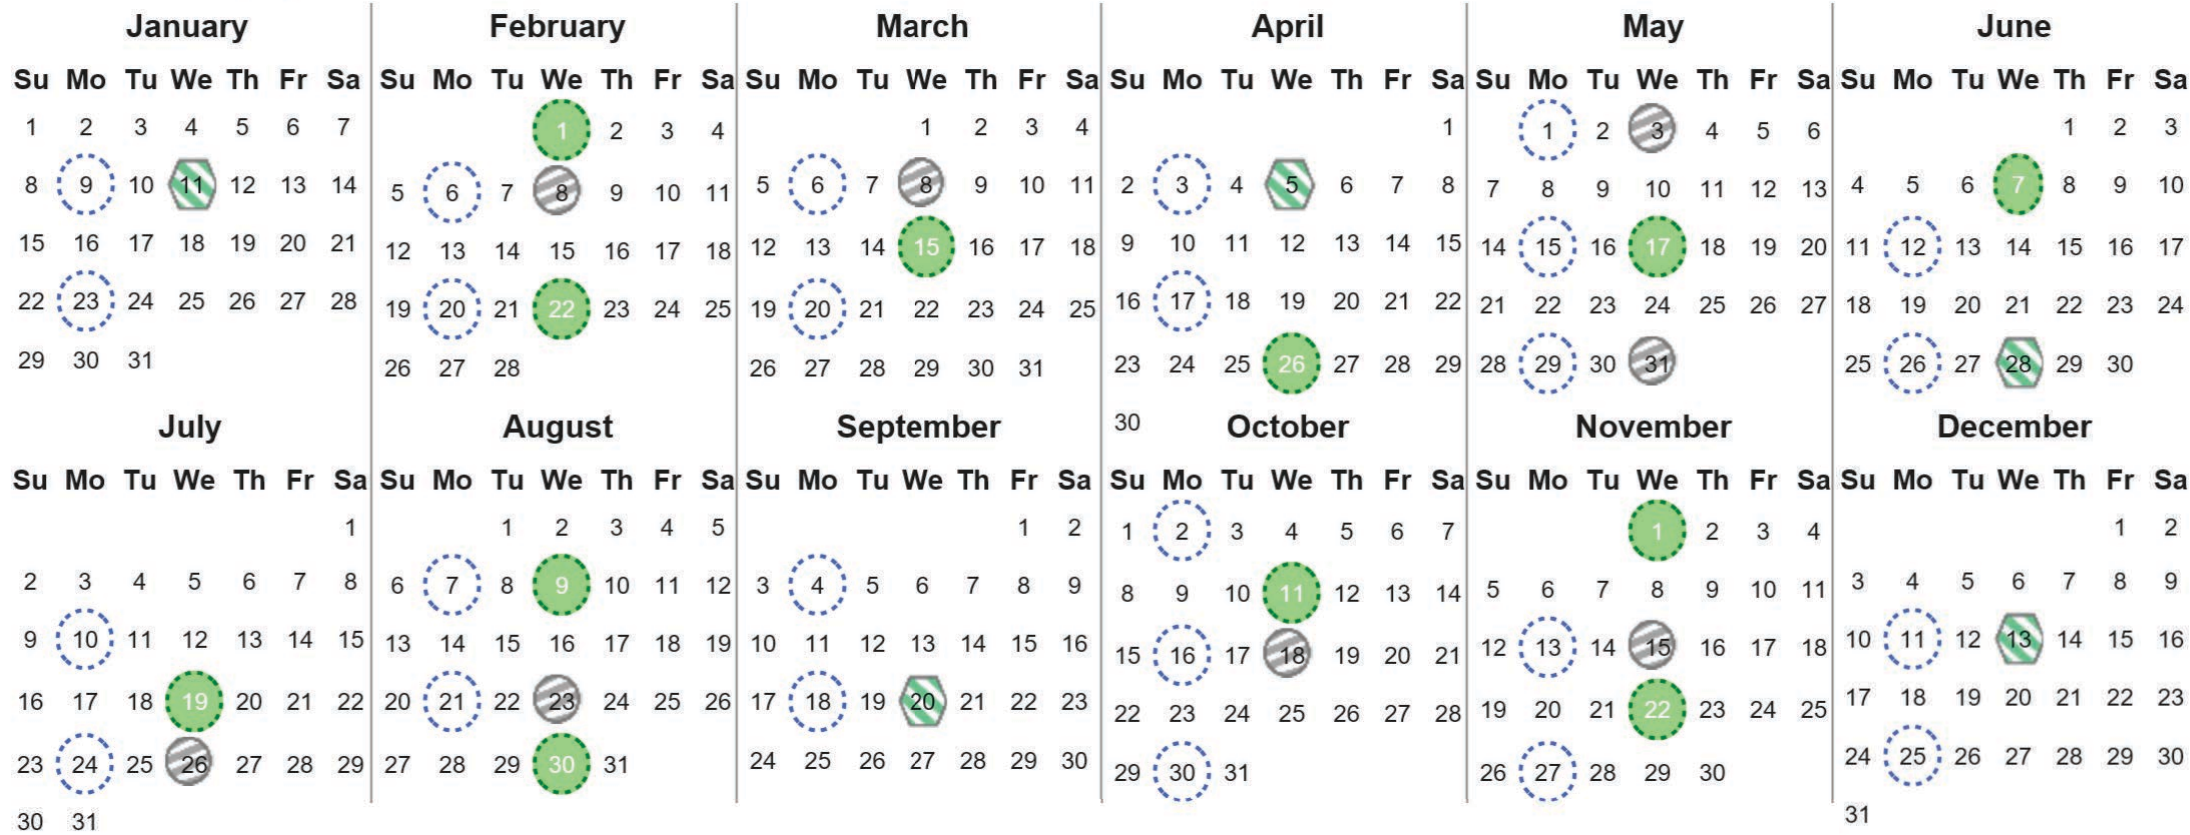 January February March April May June
Su Mo Tu We Th Fr Sa Su Mo Tu We Th Fr Sa Su Mo Tu We Th Fr Sa Su Mo Tu We Th Fr Sa Su Mo Tu We Th Fr Sa Su Mo Tu We Th Fr Sa
1 2 3 4 5 6 7 1 2 3 4 1 2 3 4 1 1 2 3 4 5 6 1 2 3
8 9 10 11 12 13 14 5 6 7 8 9 10 11 5 6 7 8 9 10 11 2 3 4 5 6 7 8 7 8 9 10 11 12 13 4 5 6 7 8 9 10
15 16 17 18 19 20 21 12 13 14 15 16 17 18 12 13 14 15 16 17 18 9 10 11 12 13 14 15 14 15 16 17 18 19 20 11 12 13 14 15 16 17
22 23 24 25 26 27 28 19 20 21 22 23 24 25 19 20 21 22 23 24 25 16 17 18 19 20 21 22 21 22 23 24 25 26 27 18 19 20 21 22 23 24
29 30 31 26 27 28 26 27 28 29 30 31 23 24 25 26 27 28 29 28 29 30 31 25 26 27 28 29 30
30
July August September October November December
Su Mo Tu We Th Fr Sa Su Mo Tu We Th Fr Sa Su Mo Tu We Th Fr Sa Su Mo Tu We Th Fr Sa Su Mo Tu We Th Fr Sa Su Mo Tu We Th Fr Sa
1 1 2 3 4 5 1 2 1 2 3 4 5 6 7 1 2 3 4 1 2
2 3 4 5 6 7 8 6 7 8 9 10 11 12 3 4 5 6 7 8 9 8 9 10 11 12 13 14 5 6 7 8 9 10 11 3 4 5 6 7 8 9
9 10 11 12 13 14 15 13 14 15 16 17 18 19 10 11 12 13 14 15 16 15 16 17 18 19 20 21 12 13 14 15 16 17 18 10 11 12 13 14 15 16
16 17 18 19 20 21 22 20 21 22 23 24 25 26 17 18 19 20 21 22 23 22 23 24 25 26 27 28 19 20 21 22 23 24 25 17 18 19 20 21 22 23
23 24 25 26 27 28 29 27 28 29 30 31 24 25 26 27 28 29 30 29 30 31 26 27 28 29 30 24 25 26 27 28 29 30
30 31 31